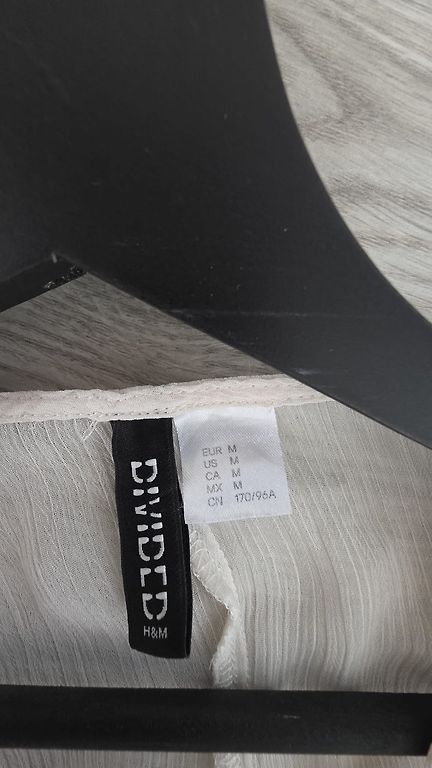 DIVIDED
H&M
EUR M
US M
CA M
MX M
CN 170/96A